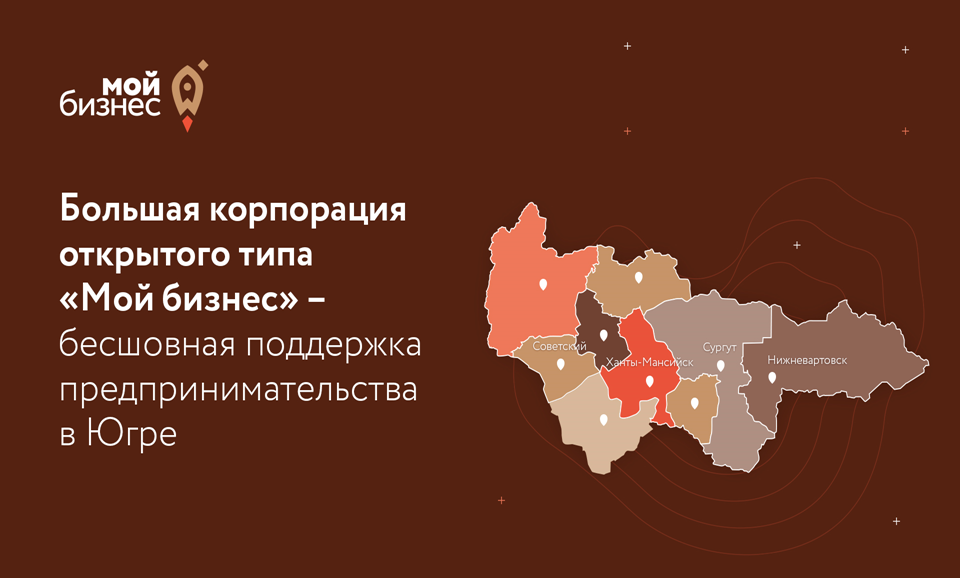 мой
бизнес
Большая корпорация
открытого типа
«Мой бизнес» –
бесшовная поддержка
предпринимательства
в Югре
Советский
Ханты-Мансийск
Сургут
Нижневартовск